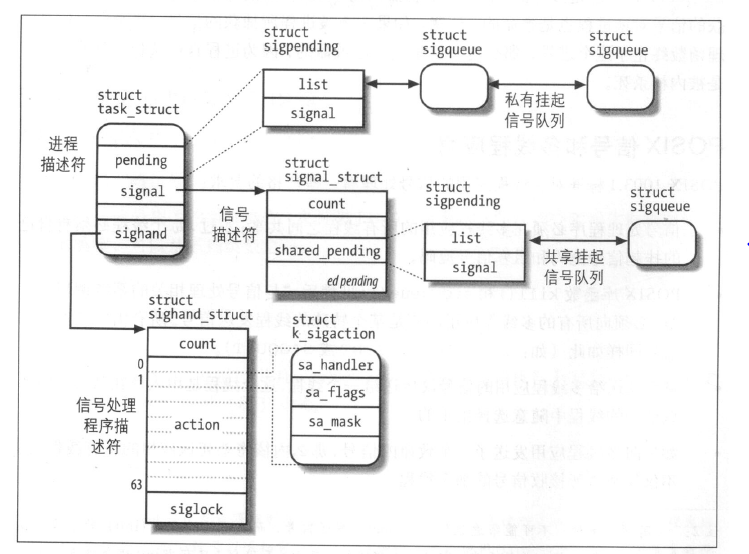 struct
sigpending
list
signal
struct
sigqueue
struct
sigqueue
私有挂起
信号队列
struct
task_struct
进程
描述符
pending
signal
sighand
struct
signal_struct
信号
描述符
count
shared_pending
ed pending
struct
sigpending
list
signal
struct
sigqueue
共享挂起
信号队列
struct
sighand_struct
count
0
1
信号处理
程序描
述符
action
63
siglock
struct
k_sigaction
sa_handler
sa_flags
sa_mask